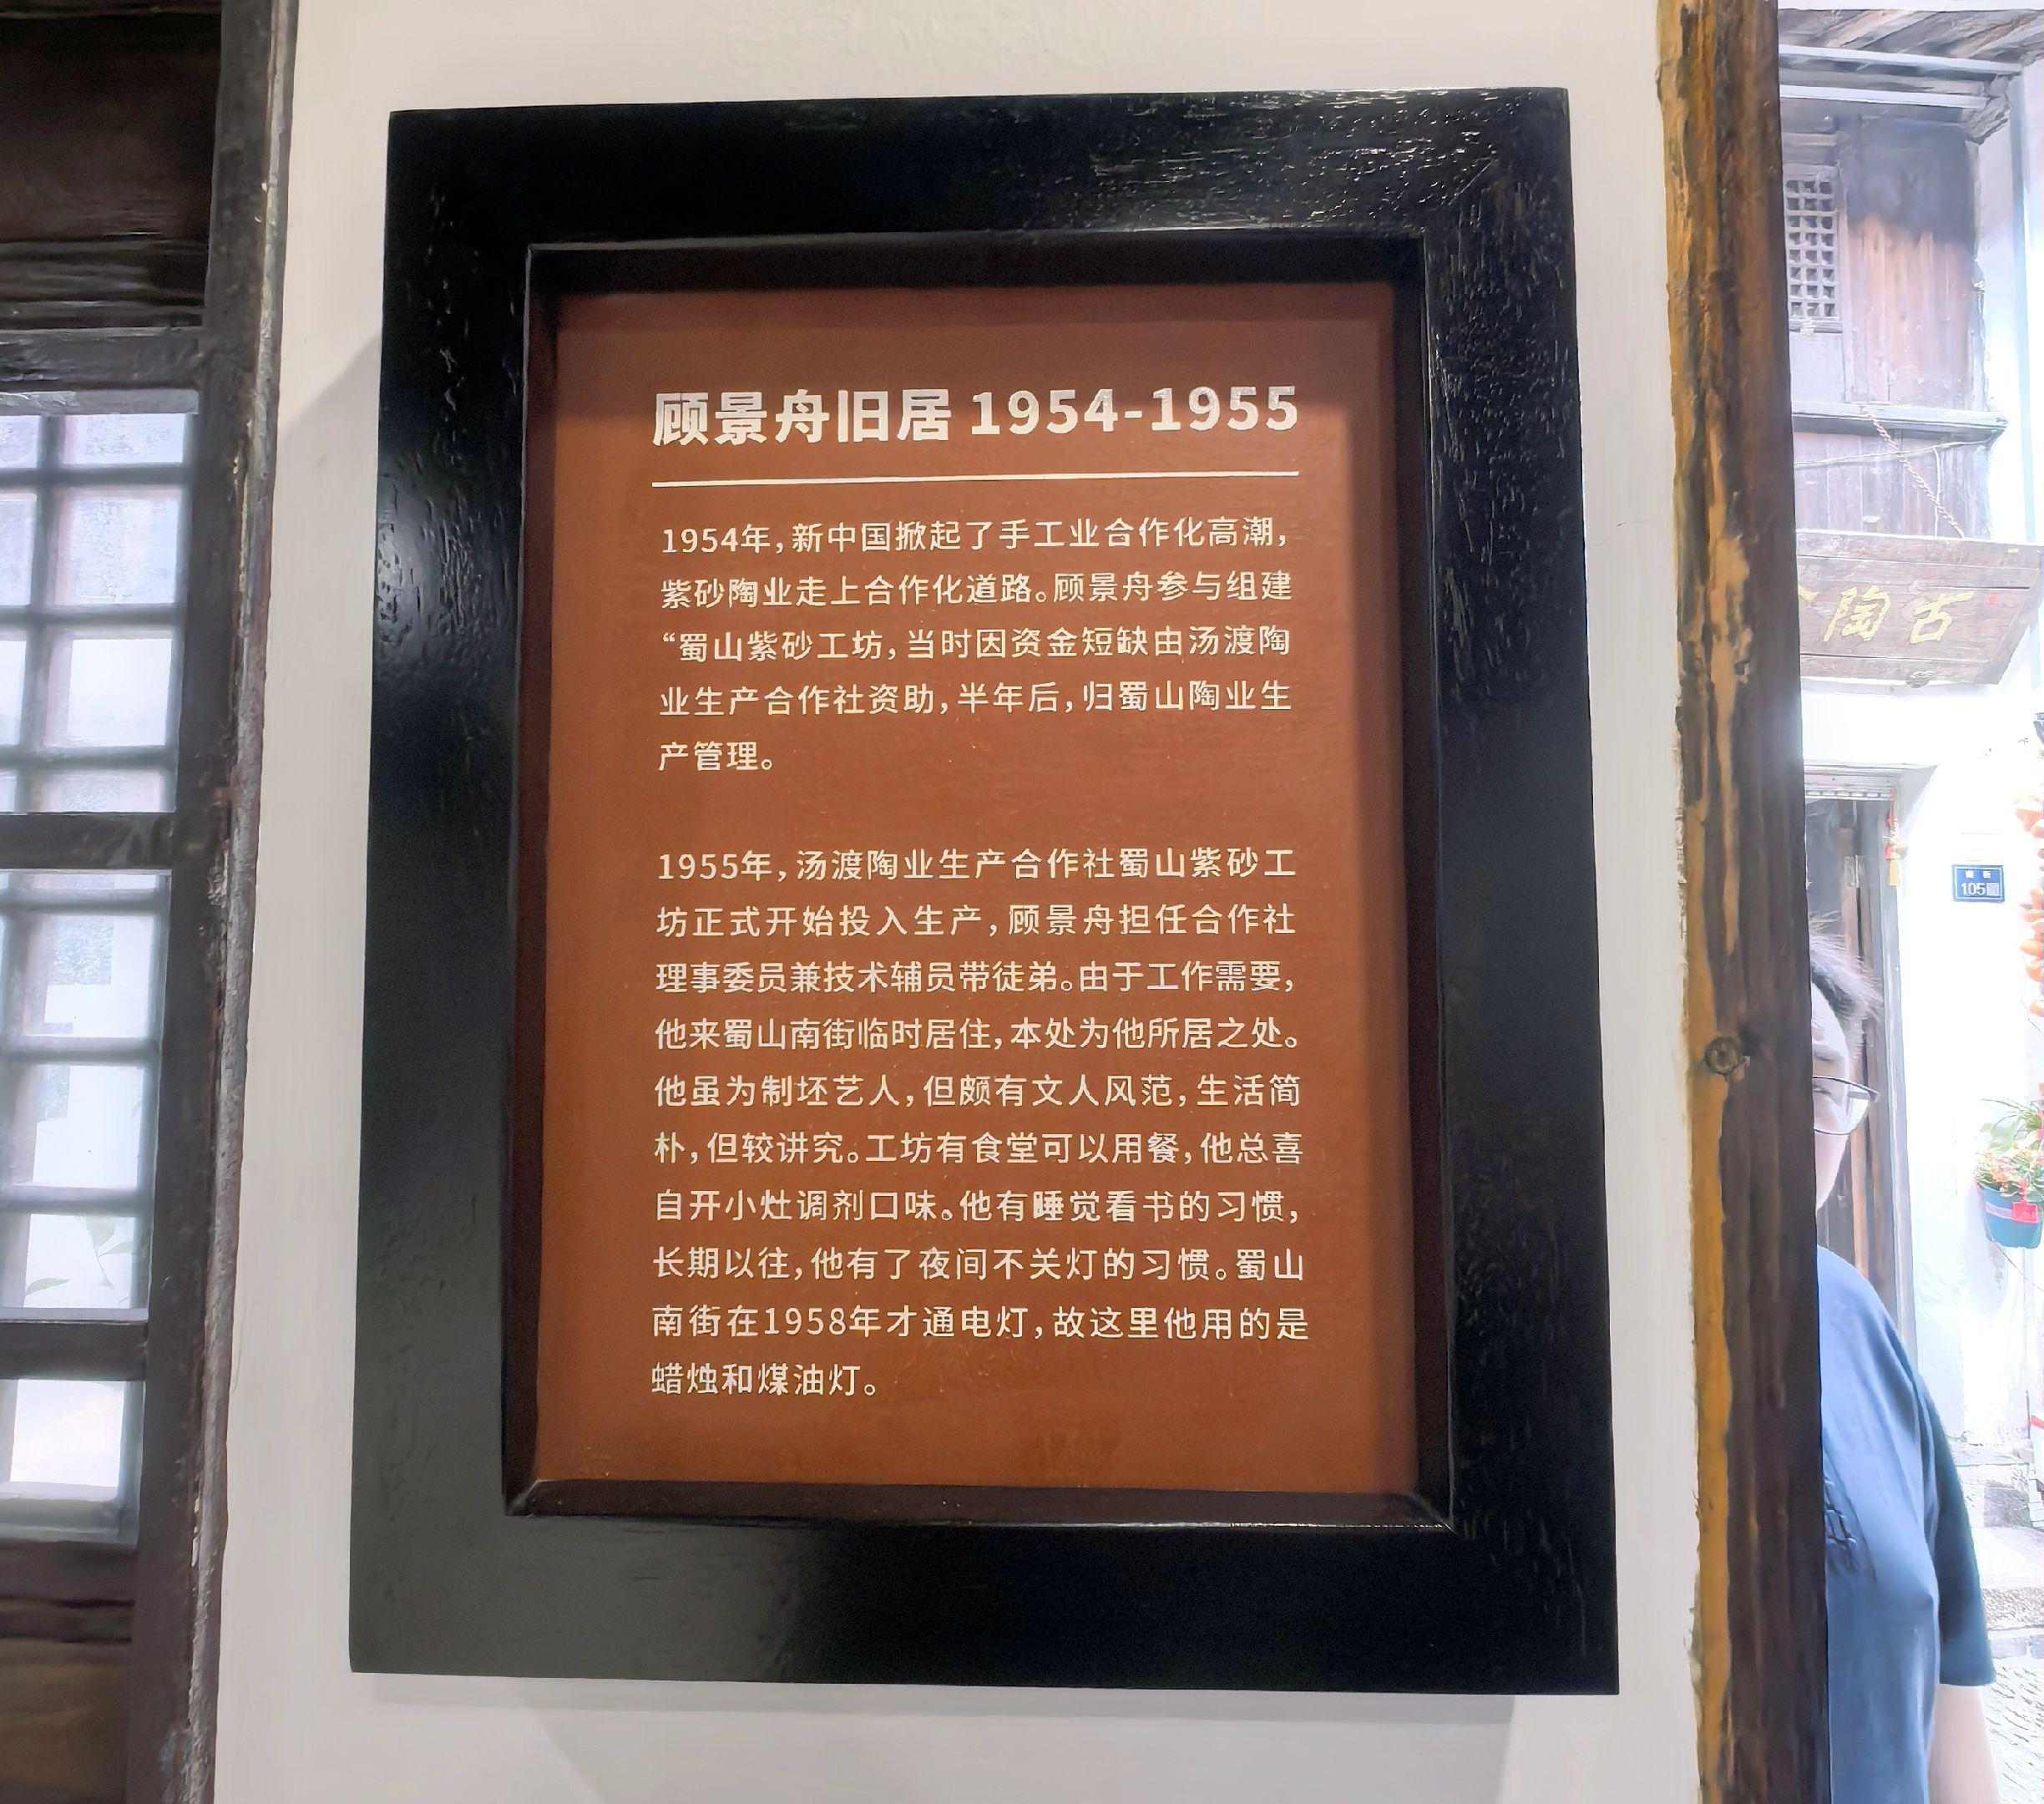 顾景舟旧居 1954-1955
1954年，新中国掀起了手工业合作化高潮，
紫砂陶业走上合作化道路。顾景舟参与组建
“蜀山紫砂工坊，当时因资金短缺由汤渡陶
业生产合作社资助，半年后，归蜀山陶业生
产管理。
1955年，汤渡陶业生产合作社蜀山紫砂工
坊正式开始投入生产，顾景舟担任合作社
理事委员兼技术辅员带徒弟。由于工作需要，
他来蜀山南街临时居住，本处为他所居之处。
他虽为制坯艺人，但颇有文人风范，生活简
朴，但较讲究。工坊有食堂可以用餐，他总喜
自开小灶调剂口味。他有睡觉看书的习惯，
长期以往，他有了夜间不关灯的习惯。蜀山
南街在1958年才通电灯，故这里他用的是
蜡烛和煤油灯。
陶古
南街
105